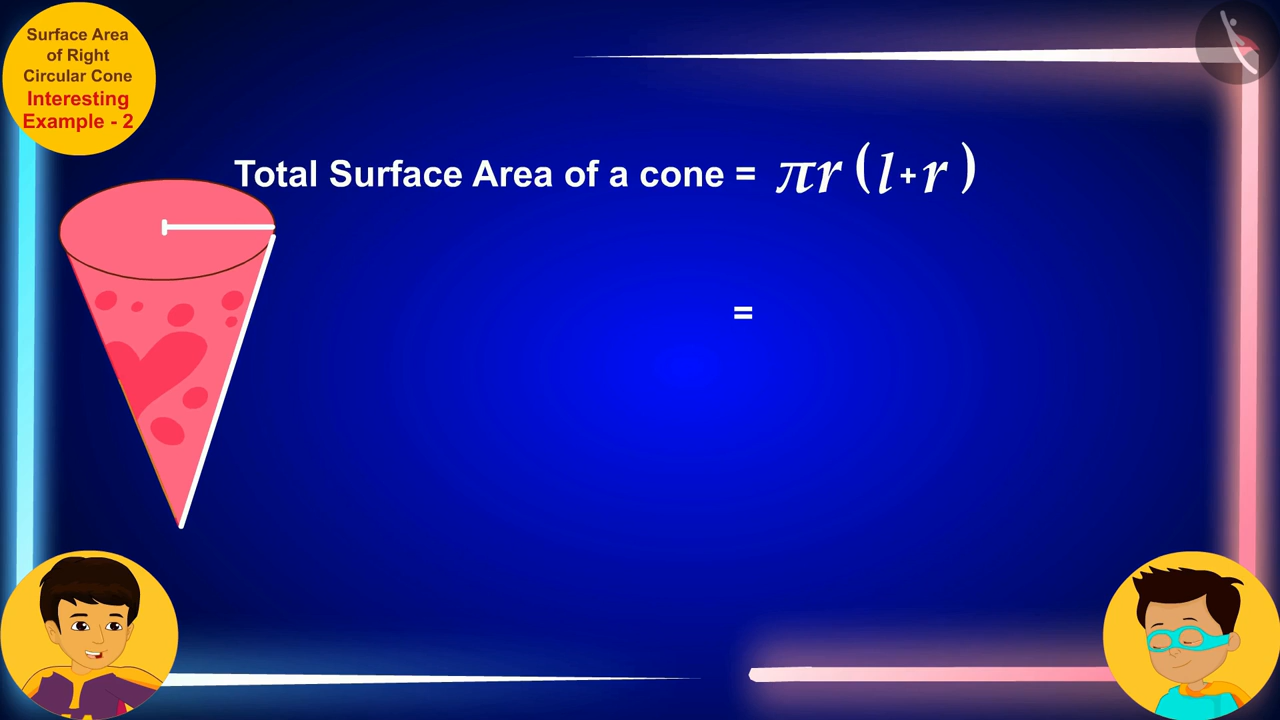 Surface Area
of Right
Circular Cone
Interesting
Example - 2
Total Surface Area of a cone = πr (l+r)
=